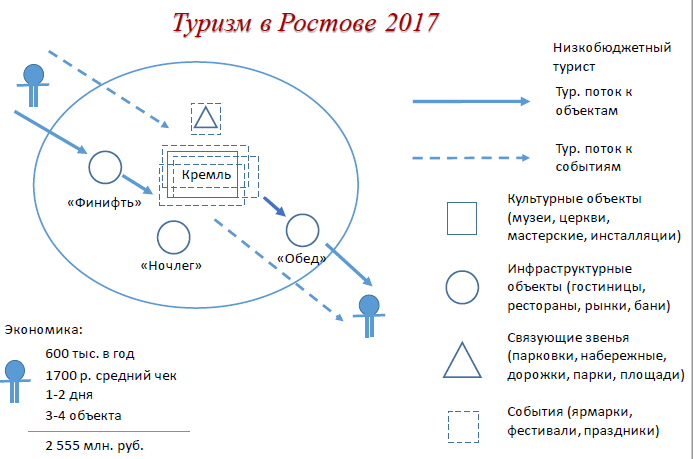 Туризм в Ростове 2017
Низкобюджетный
турист
Тур. поток к
объектам
Тур. поток к
событиям
Кремль
«Финифть»
«Ночлег»
«Обед»
Культурные объекты
(музеи, церкви,
мастерские, инсталляции)
Инфраструктурные
объекты (гостиницы,
рестораны, рынки, бани)
Связующие звенья
(парковки, набережные,
дорожки, парки, площади)
События (ярмарки,
фестивали, праздники)
Экономика:
600 тыс. в год
1700 р. средний чек
1-2 дня
3-4 объекта
2 555 млн. руб.